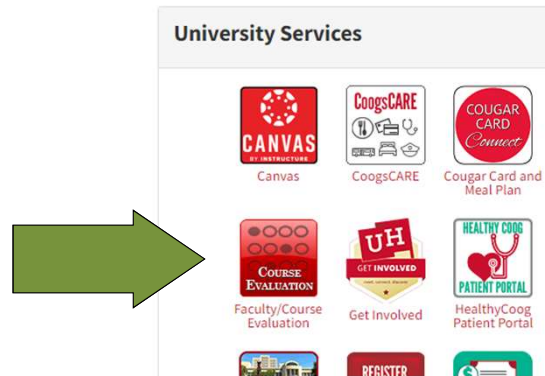 University Services
CANVAS
BY INSTRUCTURE
Canvas
CoogsCARE
CoogsCARE
COUGAR
CARD
Connect
Cougar Card and
Meal Plan
COURSE
EVALUATION
Faculty/Course
Evaluation
UH
GET INVOLVED
Get Involved
HEALTHY COOG
PATIENT PORTAL
HealthyCoog
Patient Portal
REGISTER